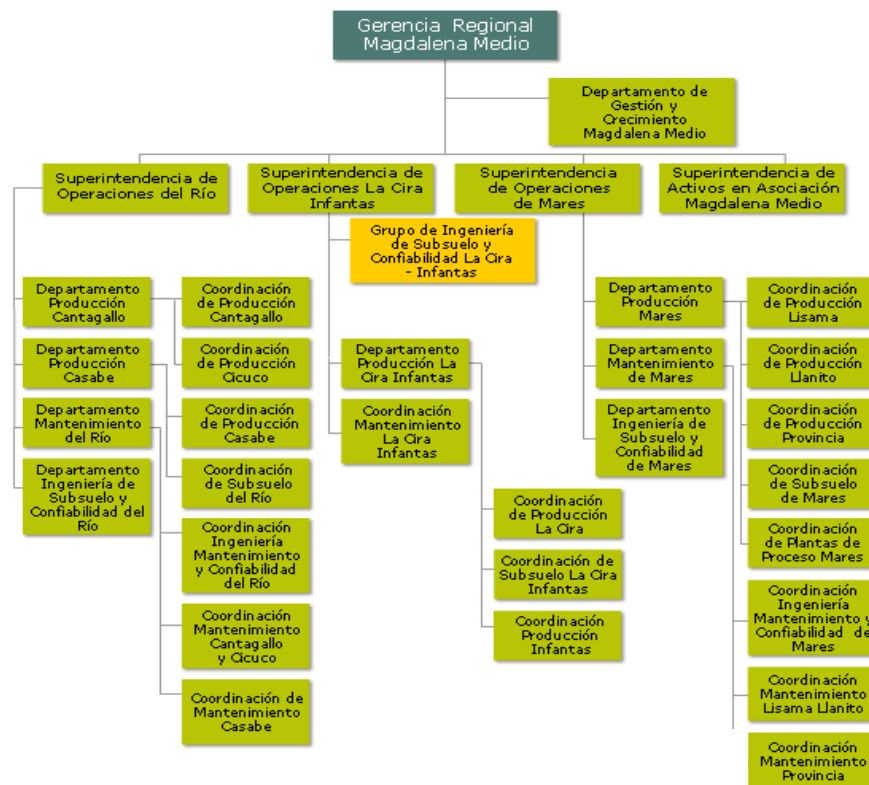 Gerencia Regional
Magdalena Medio
Departamento de
Gestión y
Crecimiento
Magdalena Medio
Superintendencia de
Operaciones del Río
Superintendencia de
Operaciones La Cira
Infantas
Superintendencia
de Operaciones
de Mares
Superintendencia de
Activos en Asociación
Magdalena Medio
Grupo de Ingeniería
de Subsuelo y
Confiabilidad La Cira
- Infantas
Departamento
Producción
Cantagallo
Departamento
Producción
Casabe
Departamento
Mantenimiento
del Río
Departamento
Ingeniería de
Subsuelo y
Confiabilidad del
Río
Coordinación
de Producción
Cantagallo
Coordinación
de Producción
Cicuco
Coordinación
de Producción
Casabe
Coordinación
de Subsuelo
del Río
Coordinación
Ingeniería
Mantenimiento
y Confiabilidad
del Río
Coordinación
Mantenimiento
Cantagallo
y Cicuco
Coordinación de
Mantenimiento
Casabe
Departamento
Producción La
Cira Infantas
Coordinación
Mantenimiento
La Cira
Infantas
Coordinación
de Producción
La Cira
Coordinación de
Subsuelo La Cira
Infantas
Coordinación
Producción
Infantas
Departamento
Producción
Mares
Departamento
Mantenimiento
de Mares
Departamento
Ingeniería de
Subsuelo y
Confiabilidad
de Mares
Coordinación
de Producción
Lisama
Coordinación
de Producción
Llanito
Coordinación
de Producción
Provincia
Coordinación
de Subsuelo
de Mares
Coordinación
de Plantas de
Proceso Mares
Coordinación
Ingeniería
Mantenimiento y
Confiabilidad de
Mares
Coordinación
Mantenimiento
Lisama Llanito
Coordinación
Mantenimiento
Provincia